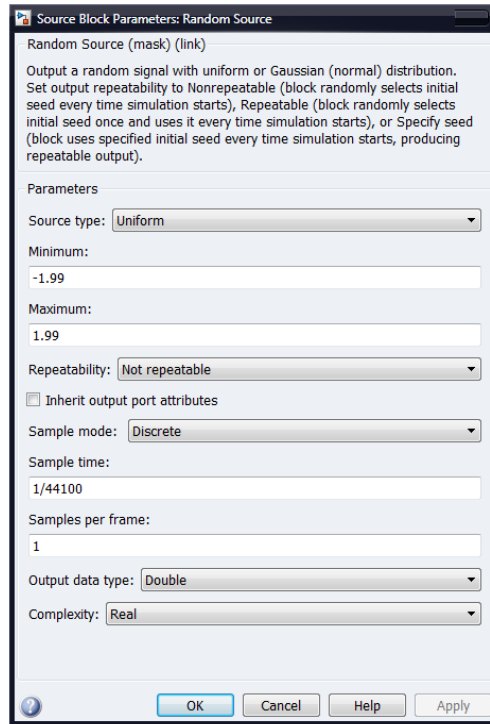 Source Block Parameters: Random Source
Random Source (mask) (link)
Output a random signal with uniform or Gaussian (normal) distribution.
Set output repeatability to Nonrepeatable (block randomly selects initial
seed every time simulation starts), Repeatable (block randomly selects
initial seed once and uses it every time simulation starts), or Specify seed
(block uses specified initial seed every time simulation starts, producing
repeatable output).
Parameters
Source type: Uniform
Minimum:
-1.99
Maximum:
1.99
Repeatability: Not repeatable
Inherit output port attributes
Sample mode: Discrete
Sample time:
1/44100
Samples per frame:
1
Output data type: Double
Complexity: Real
? OK Cancel Help Apply